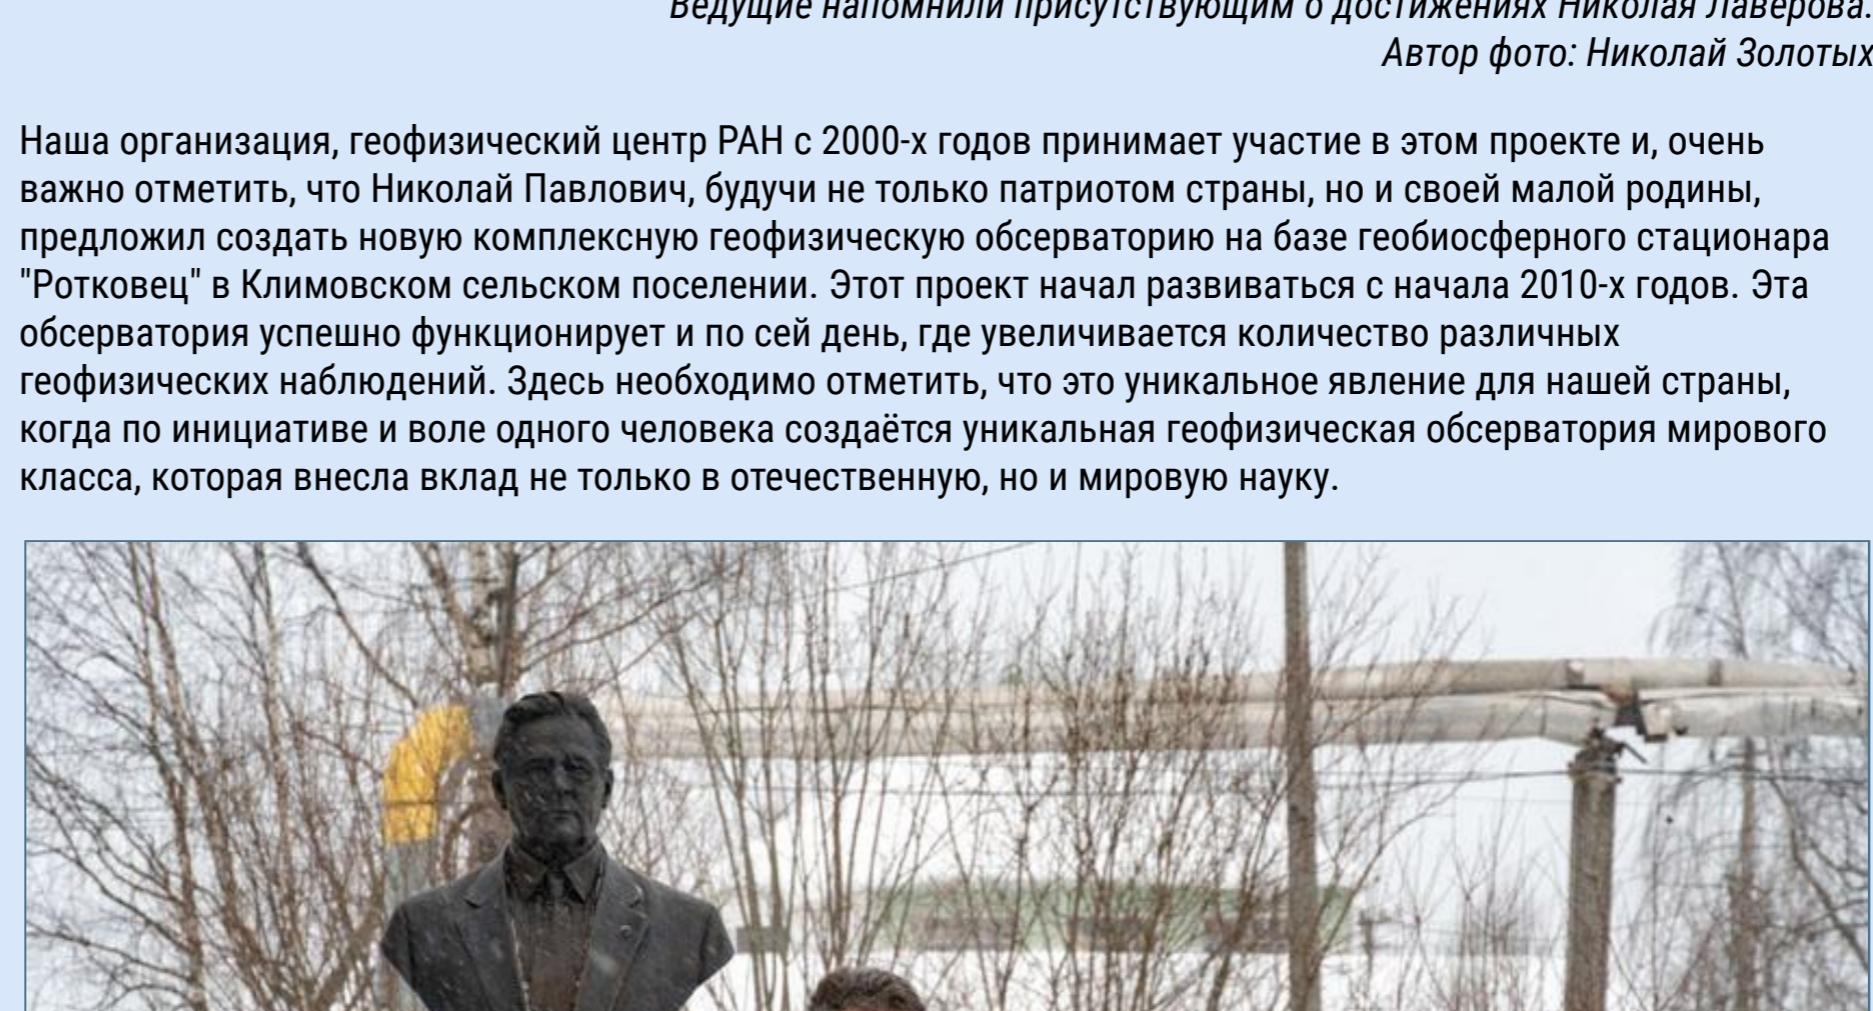 Ведущие напомнили присутствующим о достижениях Николая Лаверова.
Автор фото: Николай Золотых
Наша организация, геофизический центр РАН с 2000-х годов принимает участие в этом проекте и, очень
важно отметить, что Николай Павлович, будучи не только патриотом страны, но и своей малой родины,
предложил создать новую комплексную геофизическую обсерваторию на базе геобиосферного стационара
"Ротковец" в Климовском сельском поселении. Этот проект начал развиваться с начала 2010-х годов. Эта
обсерватория успешно функционирует и по сей день, где увеличивается количество различных
геофизических наблюдений. Здесь необходимо отметить, что это уникальное явление для нашей страны,
когда по инициативе и воле одного человека создаётся уникальная геофизическая обсерватория мирового
класса, которая внесла вклад не только в отечественную, но и мировую науку.